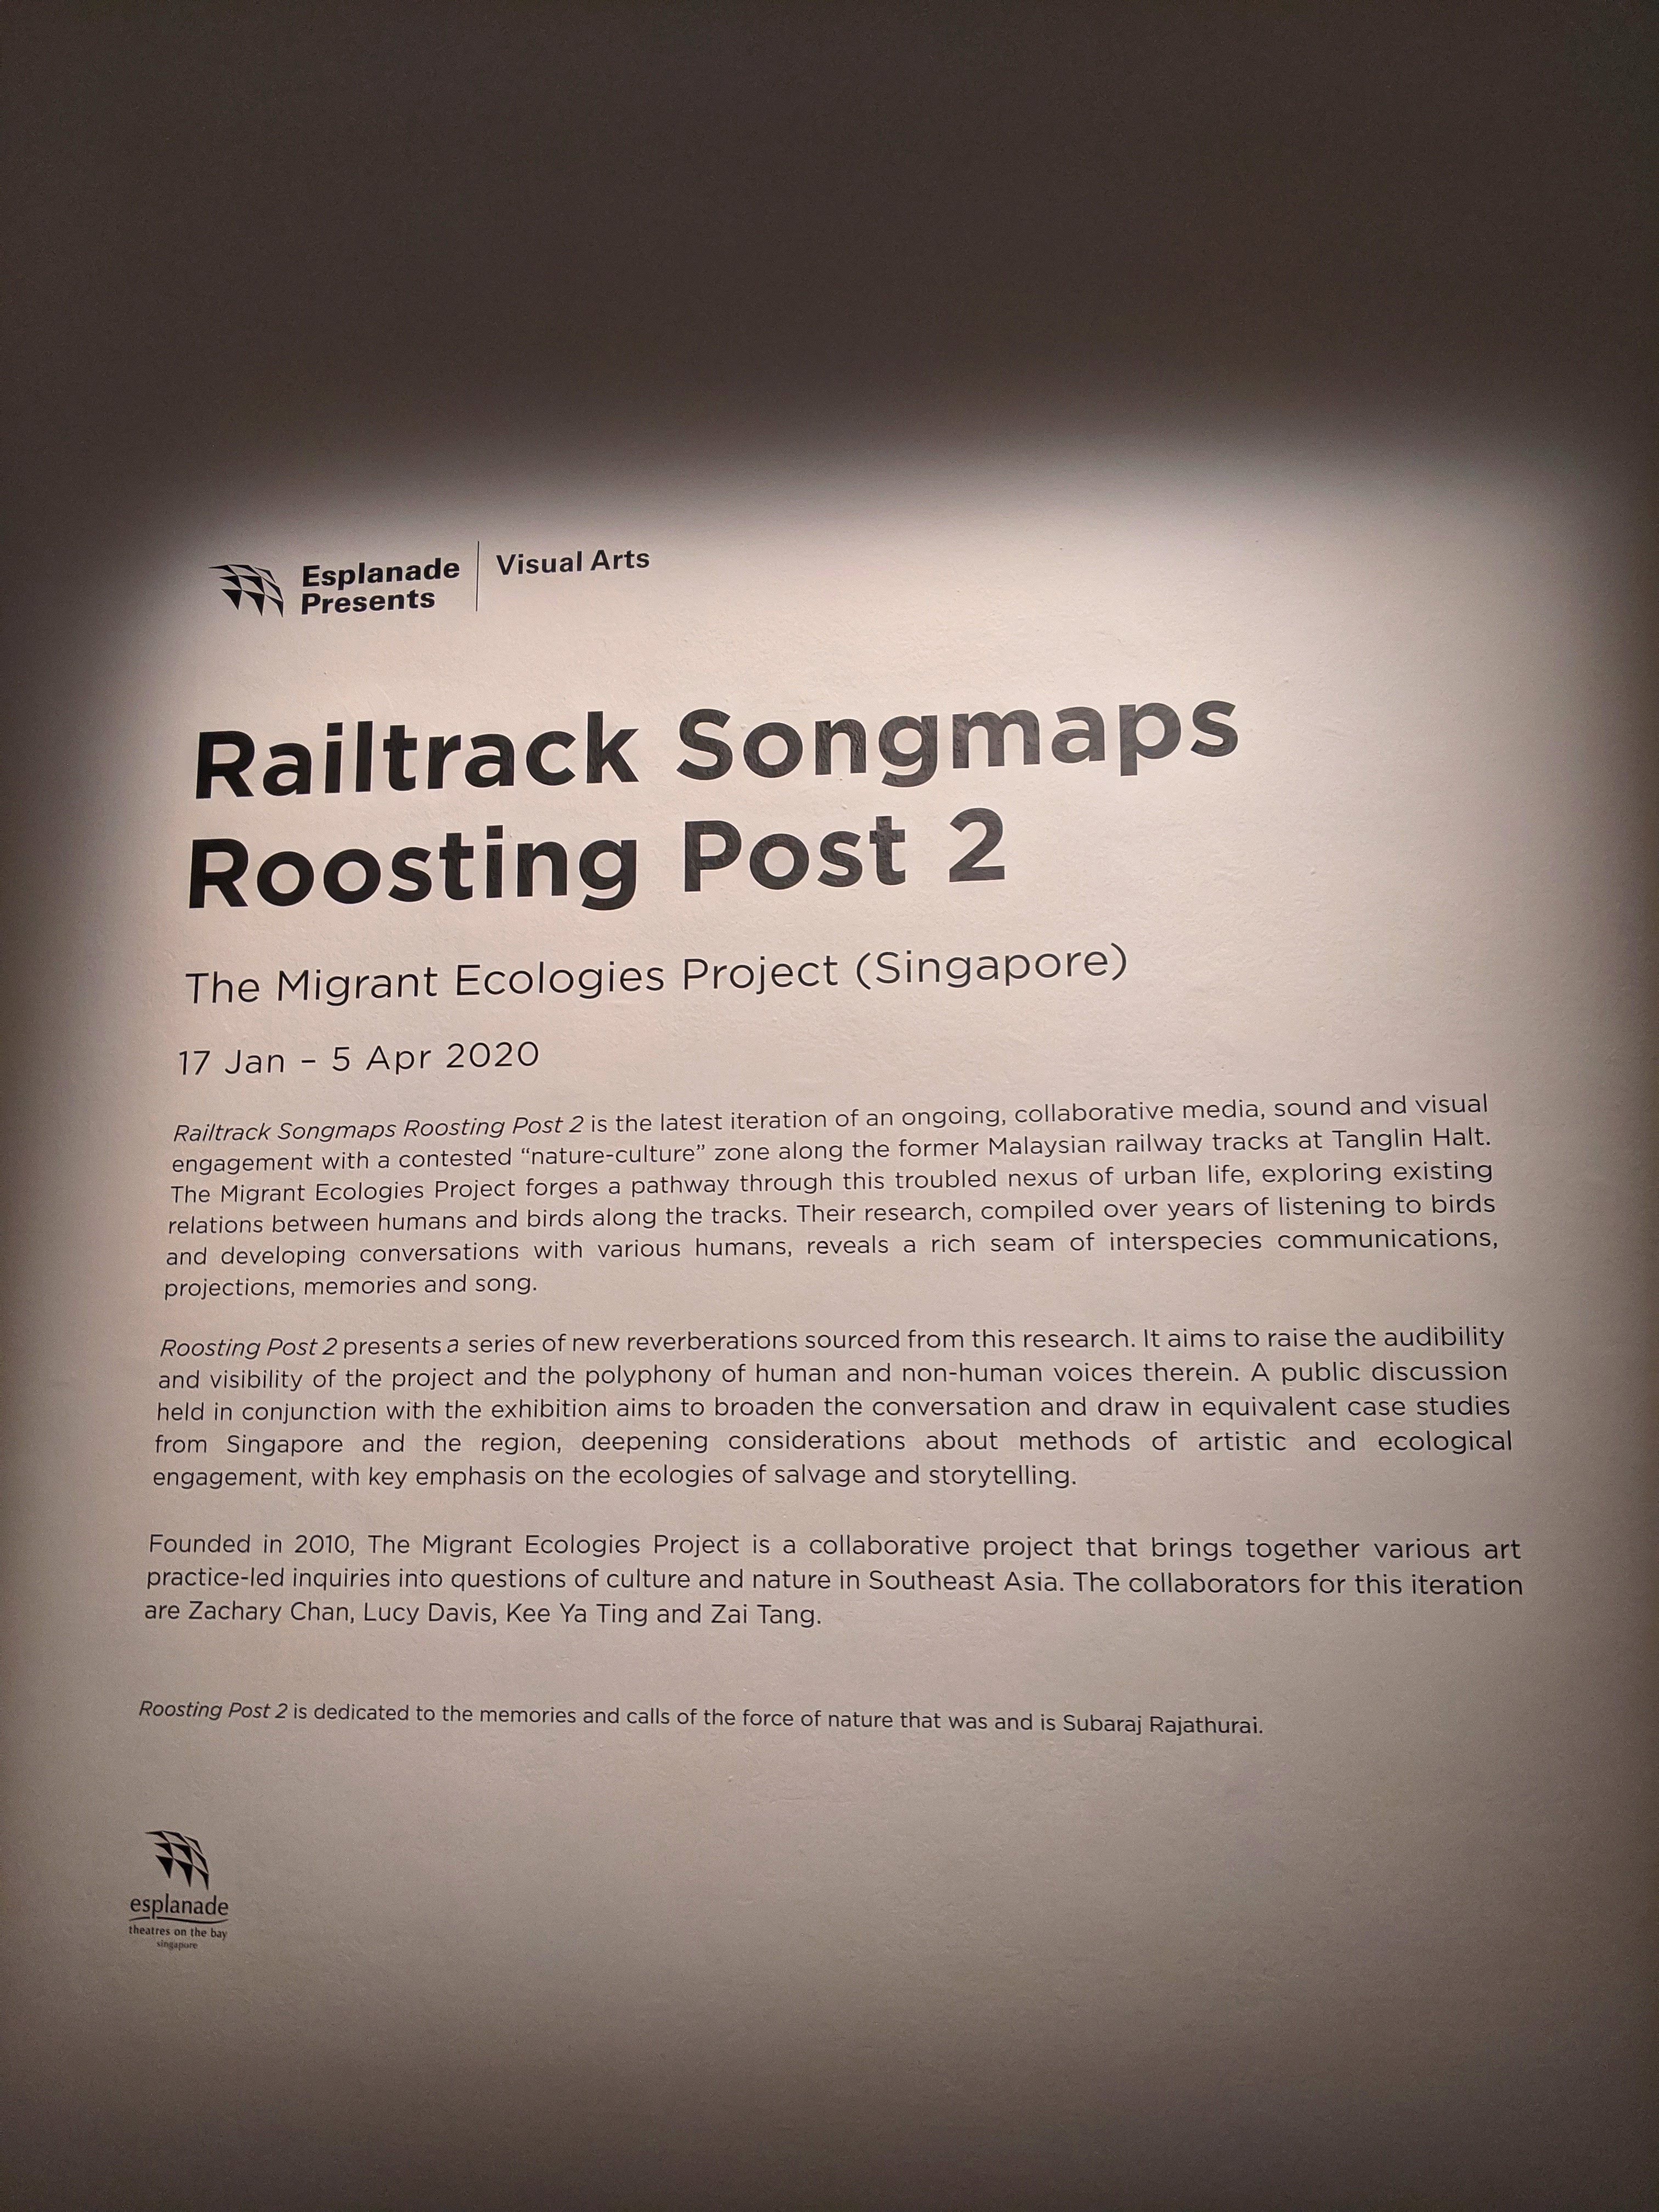 Esplanade
Presents
Visual Arts
Railtrack Songmaps
Roosting Post 2
The Migrant Ecologies Project (Singapore)
17 Jan – 5 Apr 2020
Railtrack Songmaps Roosting Post 2 is the latest iteration of an ongoing, collaborative media, sound and visual
engagement with a contested “nature-culture” zone along the former Malaysian railway tracks at Tanglin Halt.
The Migrant Ecologies Project forges a pathway through this troubled nexus of urban life, exploring existing
relations between humans and birds along the tracks. Their research, compiled over years of listening to birds
and developing conversations with various humans, reveals a rich seam of interspecies communications,
projections, memories and song.
Roosting Post 2 presents a series of new reverberations sourced from this research. It aims to raise the audibility
and visibility of the project and the polyphony of human and non-human voices therein. A public discussion
held in conjunction with the exhibition aims to broaden the conversation and draw in equivalent case studies
from Singapore and the region, deepening considerations about methods of artistic and ecological
engagement, with key emphasis on the ecologies of salvage and storytelling.
Founded in 2010, The Migrant Ecologies Project is a collaborative project that brings together various art
practice-led inquiries into questions of culture and nature in Southeast Asia. The collaborators for this iteration
are Zachary Chan, Lucy Davis, Kee Ya Ting and Zai Tang.
Roosting Post 2 is dedicated to the memories and calls of the force of nature that was and is Subaraj Rajathurai.
esplanade
theatres on the bay
singapore